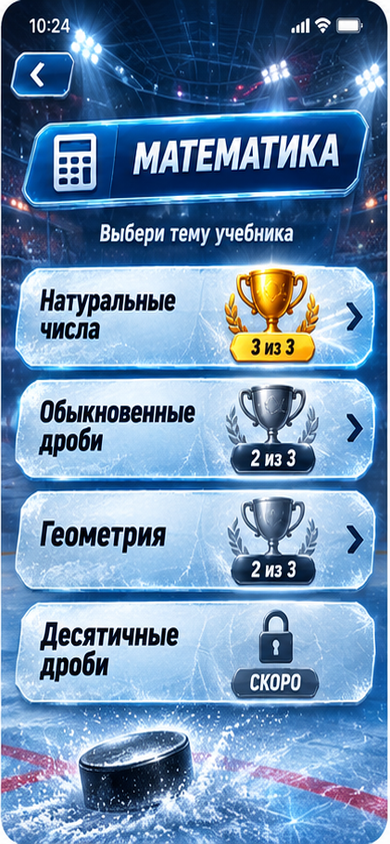 10:24
МАТЕМАТИКА
Выбери тему учебника
Натуральные
числа
3 из 3
Обыкновенные
дроби
2 из 3
Геометрия
2 из 3
Десятичные
дроби
СКОРО